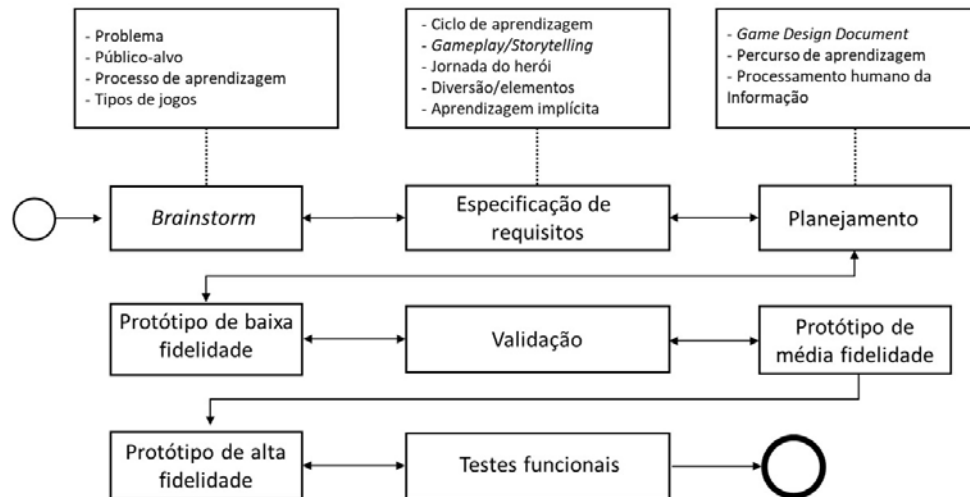 - Problema
- Público-alvo
- Processo de aprendizagem
- Tipos de jogos
- Ciclo de aprendizagem
- Gameplay/Storytelling
- Jornada do herói
- Diversão/elementos
- Aprendizagem implícita
- Game Design Document
- Percurso de aprendizagem
- Processamento humano da
Informação
Brainstorm
Especificação de
requisitos
Planejamento
Protótipo de baixa
fidelidade
Validação
Protótipo de
média fidelidade
Protótipo de alta
fidelidade
Testes funcionais